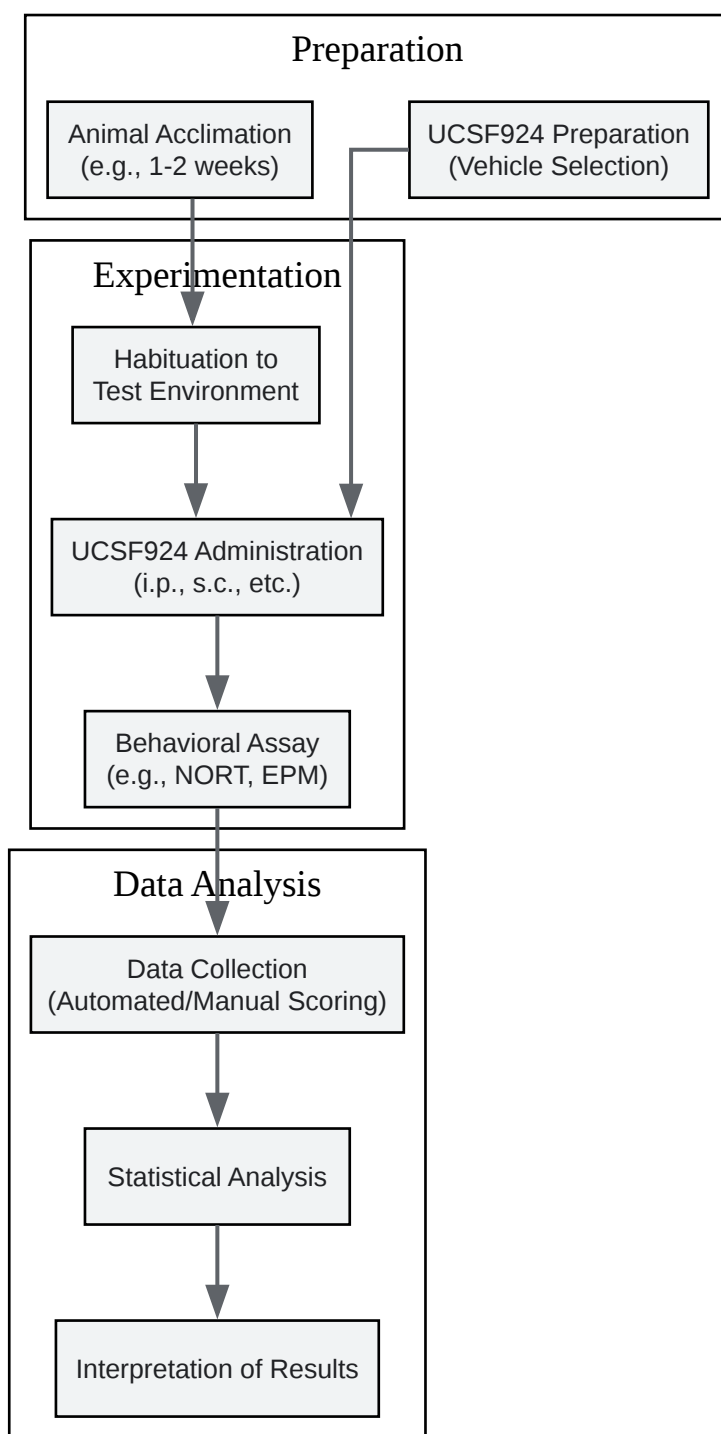 Preparation
Animal Acclimation
(e.g., 1-2 weeks)
UCSF924 Preparation
(Vehicle Selection)
Experimentation
Habituation to
Test Environment
UCSF924 Administration
(i.p., s.c., etc.)
Behavioral Assay
(e.g., NORT, EPM)
Data Analysis
Data Collection
(Automated/Manual Scoring)
Statistical Analysis
Interpretation of Results